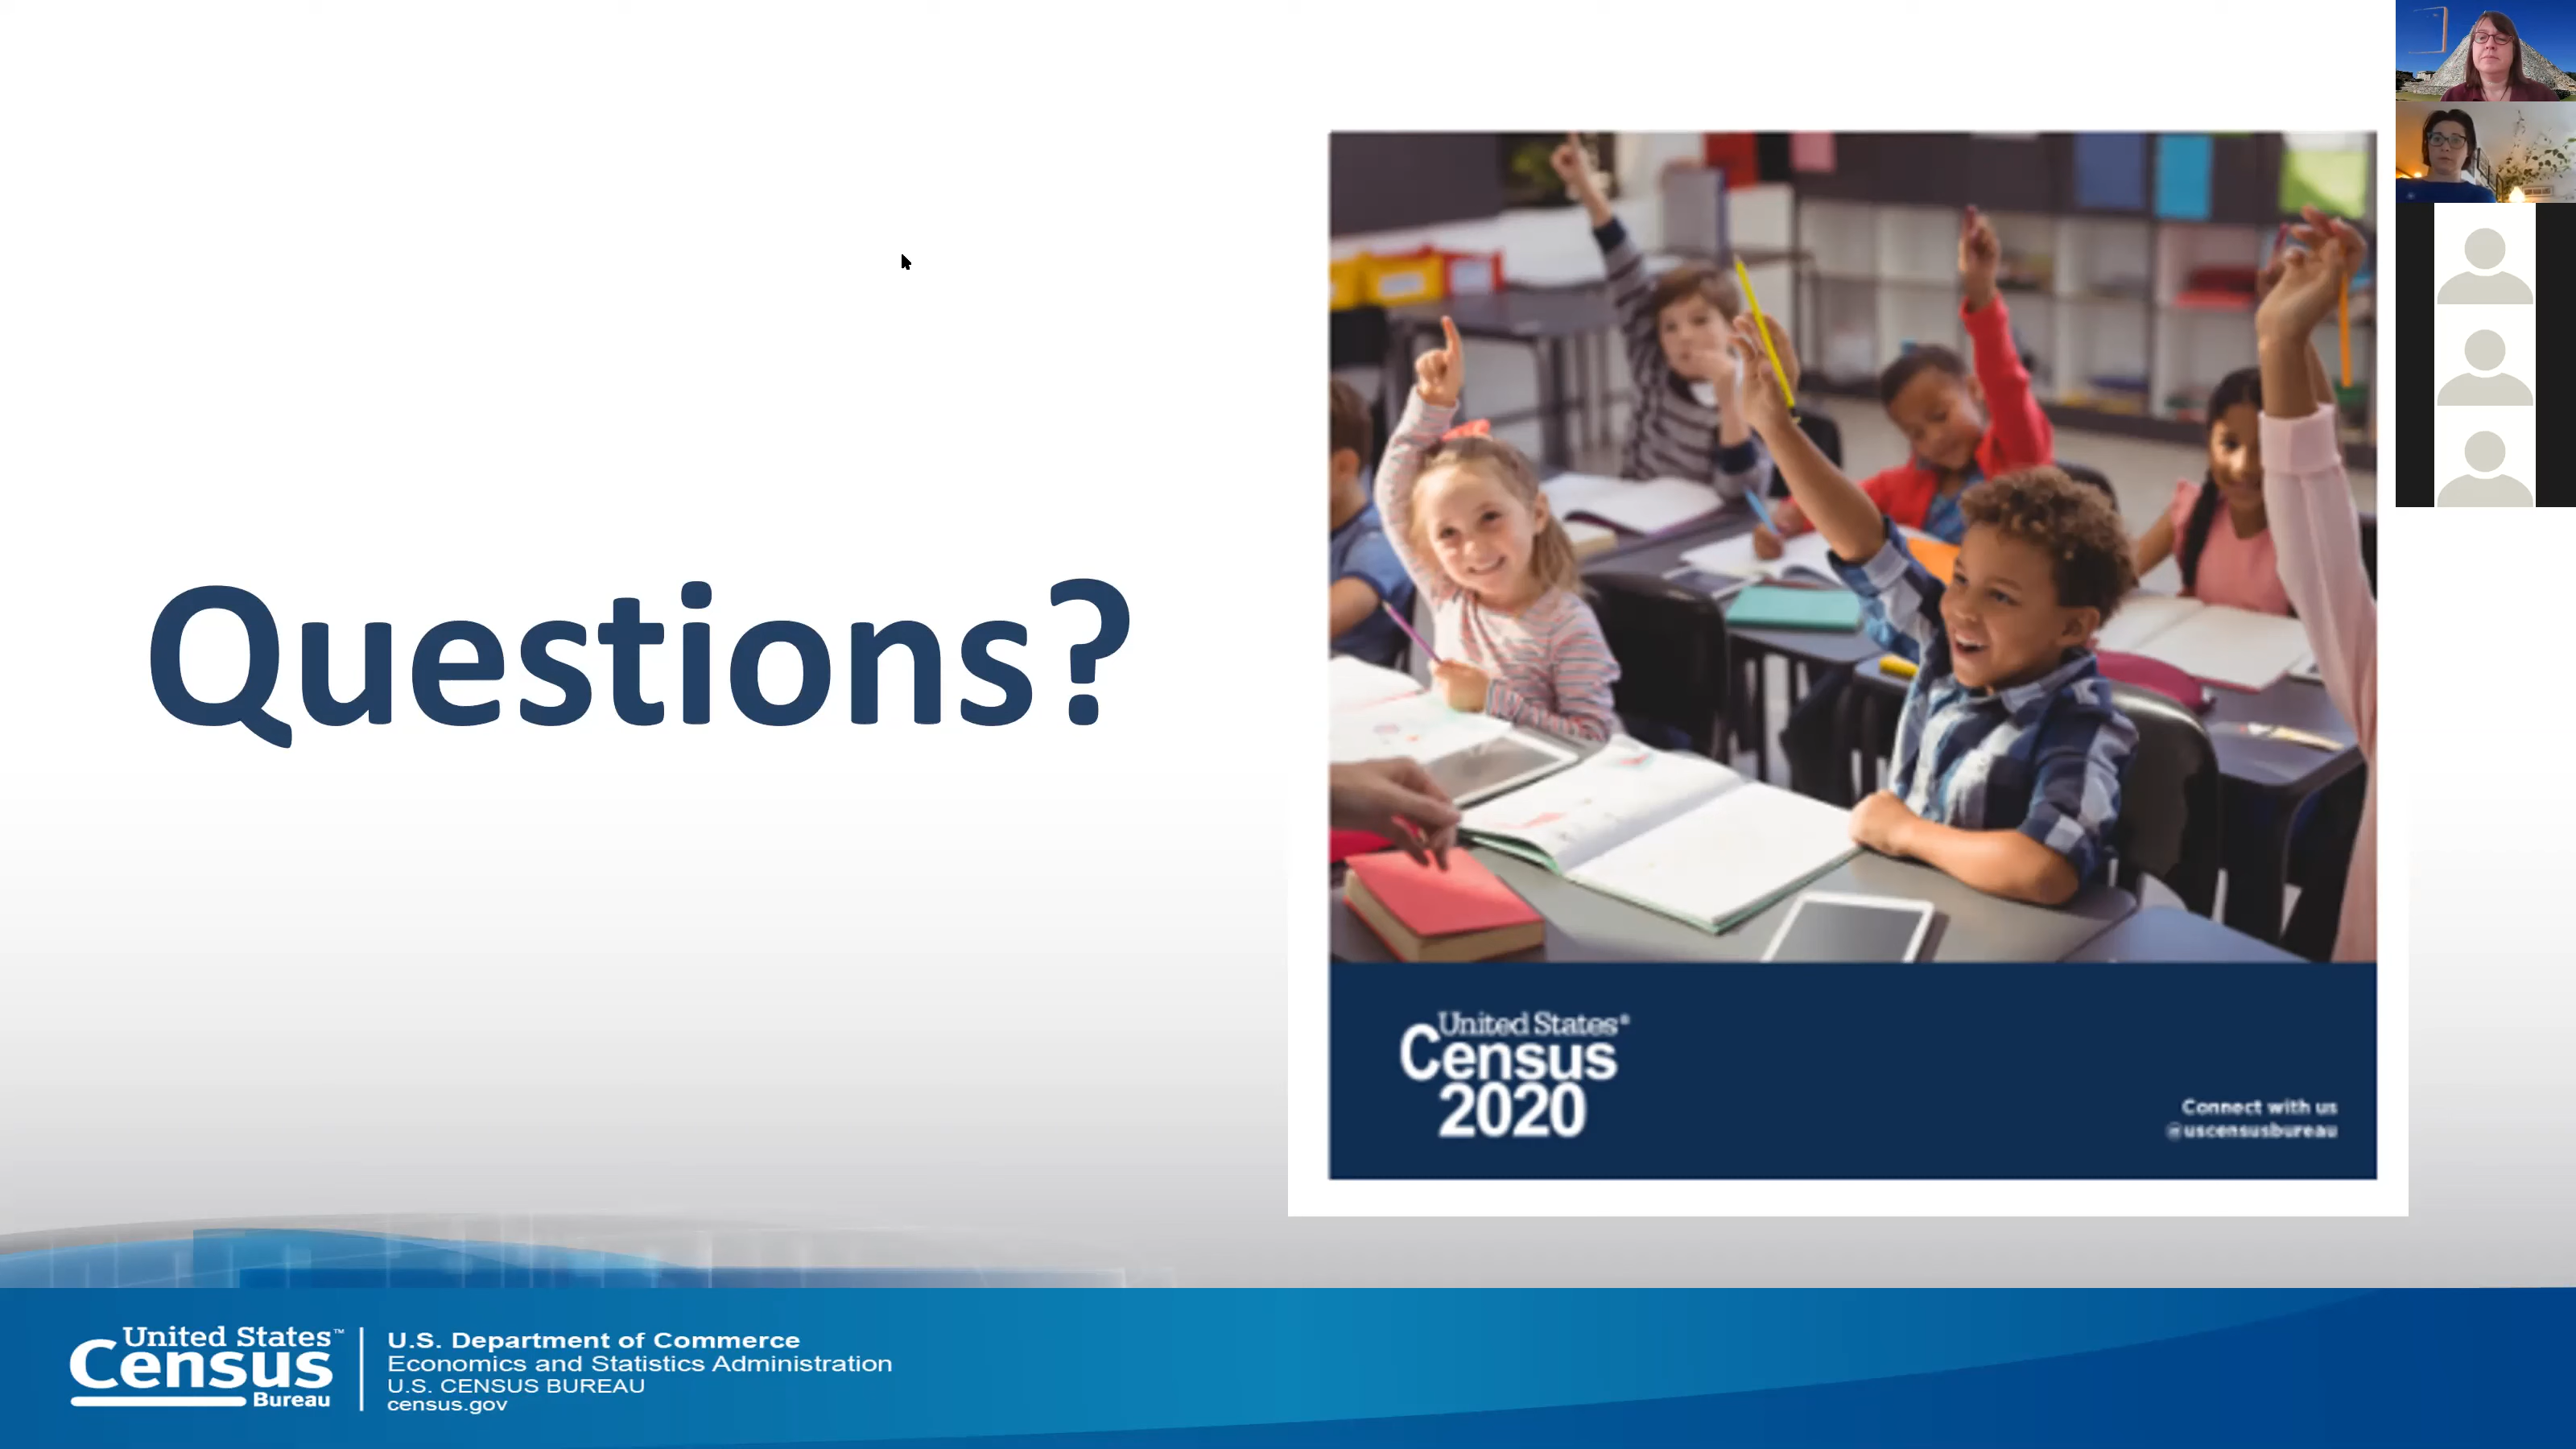 Questions?
United States®
Census
2020
Connect with us
@uscensusbureau
United States™
Census
Bureau
U.S. Department of Commerce
Economics and Statistics Administration
U.S. CENSUS BUREAU
census.gov